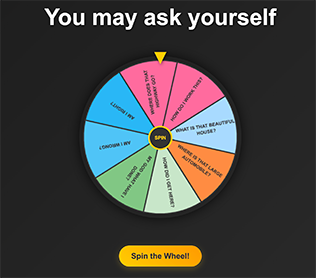 You may ask yourself
WHERE DOES THAT
HIGHWAY GO?
HOW DO I WORK THIS?
WHAT IS THAT BEAUTIFUL
HOUSE?
WHERE IS THAT LARGE
AUTOMOBILE?
HOW DID I GET HERE?
MY GOD WHAT HAVE I
DONE?
AM I WRONG?
AM I RIGHT?
SPIN
Spin the Wheel!